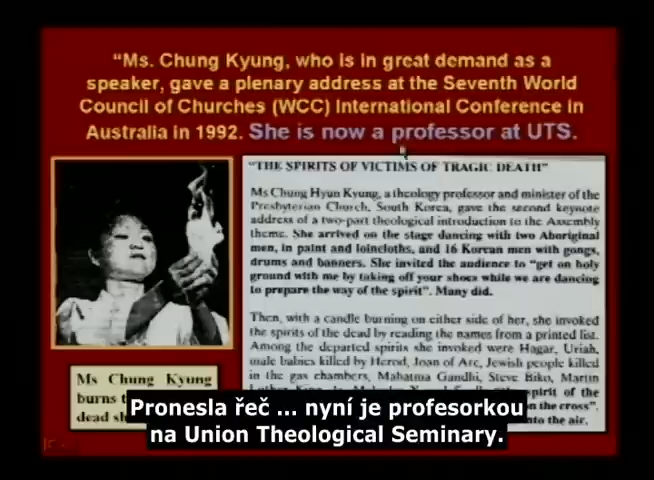 “Ms. Chung Kyung, who is in great demand as a
speaker, gave a plenary address at the Seventh World
Council of Churches (WCC) International Conference in
Australia in 1992. She is now a professor at UTS.
"THE SPIRITS OF VICTIMS OF TRAGIC DEATH"
Ms Chung Hyun Kyung, a theology professor and minister of the
Presbyterian Church, South Korea, gave the second keynote
address of a two-part theological introduction to the Assembly
theme. She arrived on the stage dancing with two Aboriginal
men, in paint and loincloths, and 16 Korean men with gongs,
drums and banners. She invited the audience to “get on holy
ground with me by taking off your shoes while we are dancing
to prepare the way of the spirit”. Many did.
Then, with a candle burning on either side of her, she invoked
the spirits of the dead by reading the names from a printed list.
Among the departed spirits she invoked were Hagar, Uriah,
male babies killed by Herod, Joan of Arc, Jewish people killed
in the gas chambers, Mahatma Gandhi, Steve Biko, Martin
spirit of the
on the cross”.
into the air.
Ms Chung Kyung
burns
dead
Pronesla řeč ... nyní je profesorkou
na Union Theological Seminary.